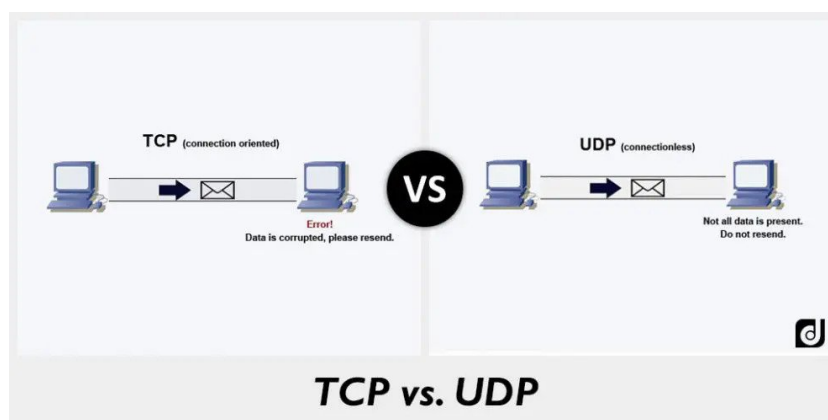 TCP (connection oriented)
Error!
Data is corrupted, please resend.
VS
UDP (connectionless)
Not all data is present.
Do not resend.
TCP vs. UDP